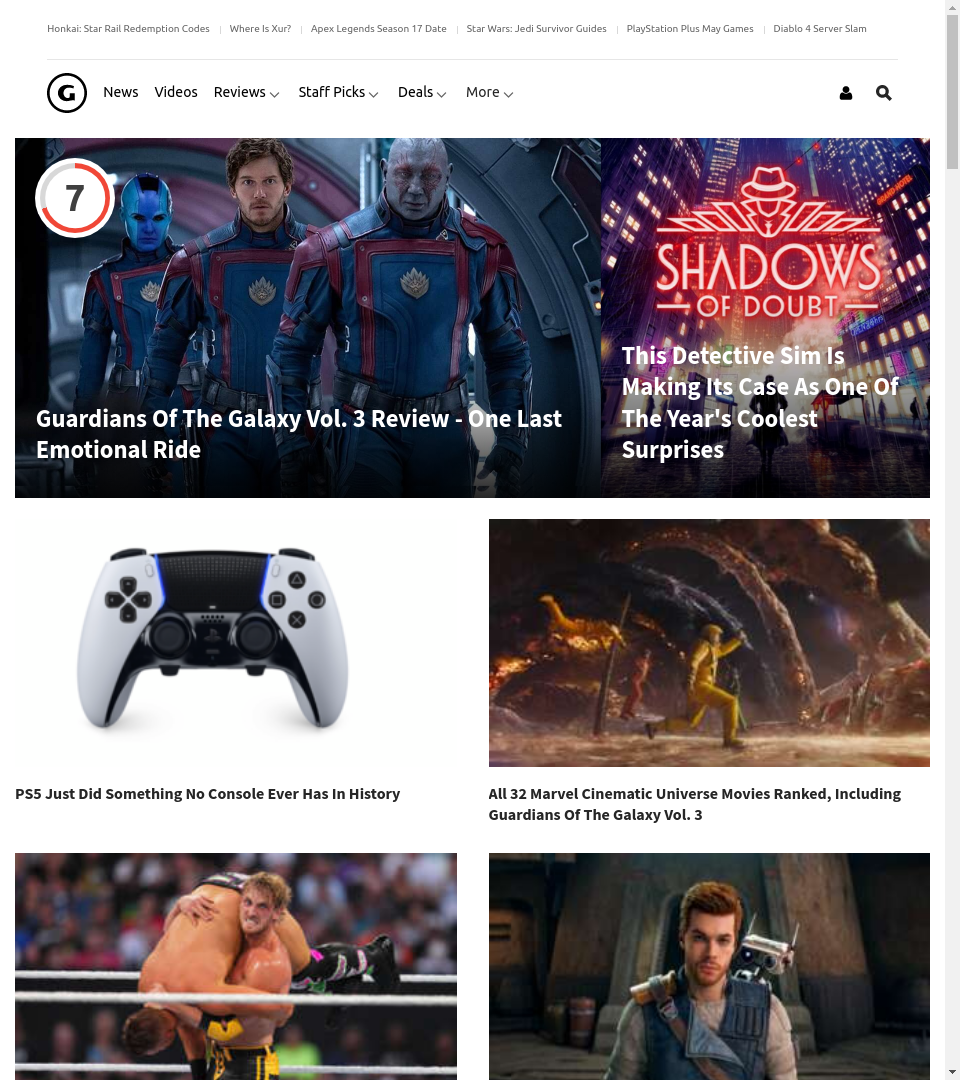 Honkai: Star Rail Redemption Codes
Where Is Xur?
Apex Legends Season 17 Date
Star Wars: Jedi Survivor Guides
PlayStation Plus May Games
Diablo 4 Server Slam
G
News
Videos
Reviews
Staff Picks
Deals
More
7
Guardians Of The Galaxy Vol. 3 Review - One Last
Emotional Ride
GRAND HOTEL
SHADOWS
OF DOUBT
This Detective Sim Is
Making Its Case As One Of
The Year's Coolest
Surprises
PS5 Just Did Something No Console Ever Has In History
All 32 Marvel Cinematic Universe Movies Ranked, Including
Guardians Of The Galaxy Vol. 3